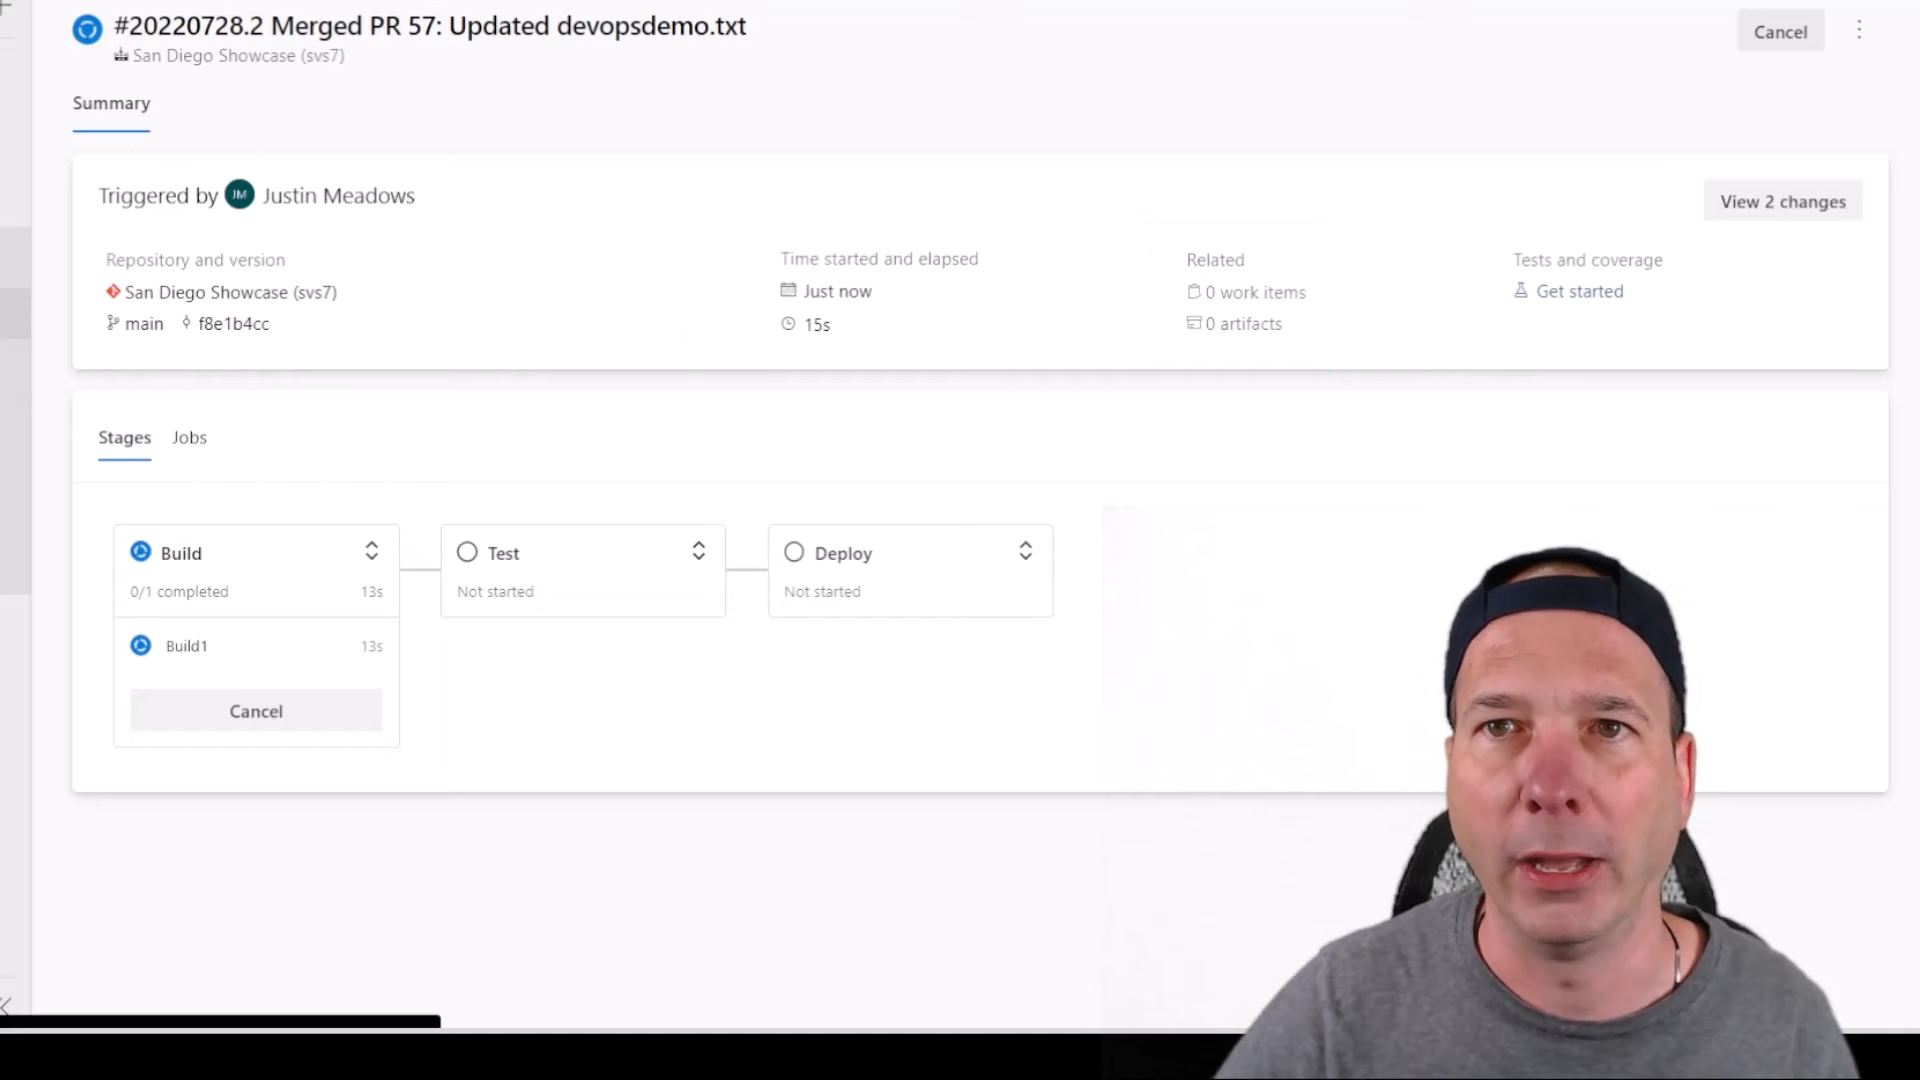 #20220728.2 Merged PR 57: Updated devopsdemo.txt
San Diego Showcase (svs7)
Cancel
Summary
Triggered by JM Justin Meadows
View 2 changes
Repository and version
San Diego Showcase (svs7)
main f8e1b4cc
Time started and elapsed
Just now
15s
Related
0 work items
0 artifacts
Tests and coverage
Get started
Stages Jobs
Build
0/1 completed 13s
Build1 13s
Cancel
Test
Not started
Deploy
Not started